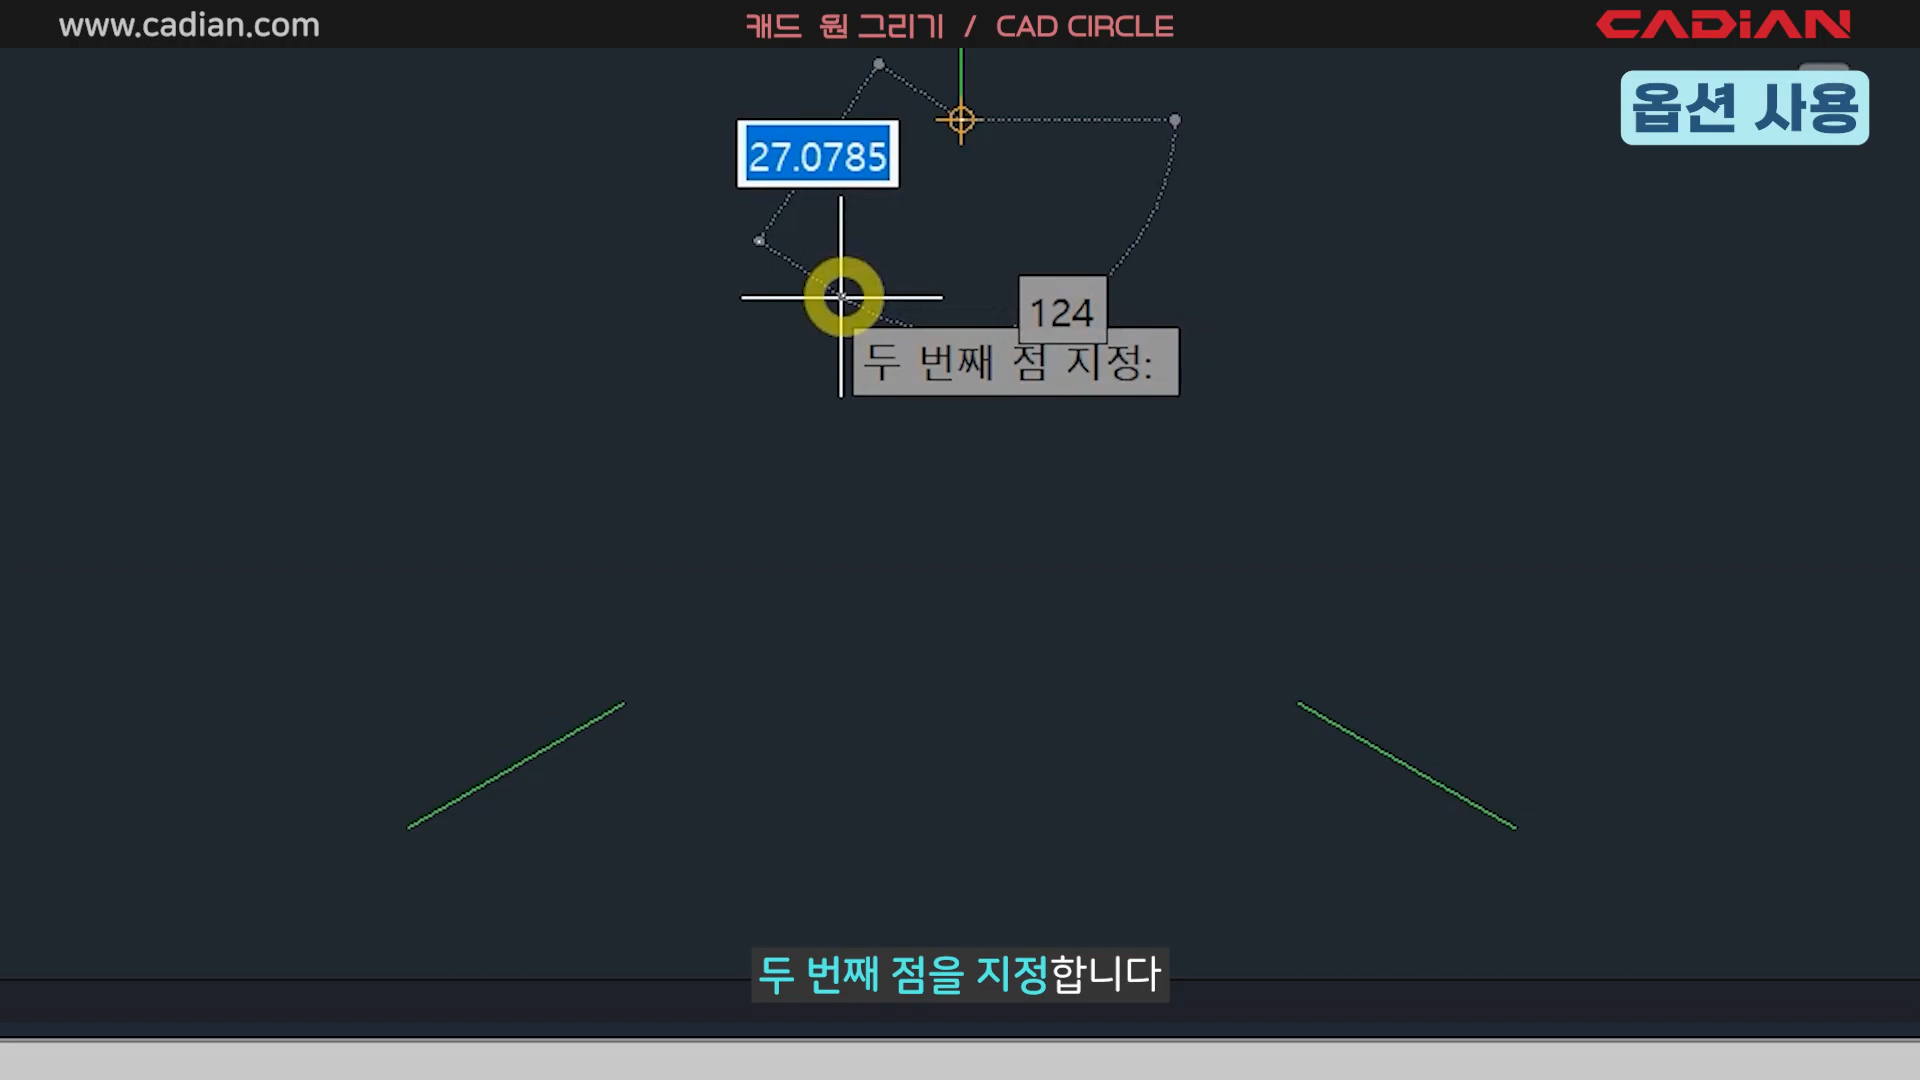 www.cadian.com
캐드 원 그리기 / CAD CIRCLE
CADiAN
옵션 사용
27.0785
124
두 번째 점 지정:
두 번째 점을 지정합니다